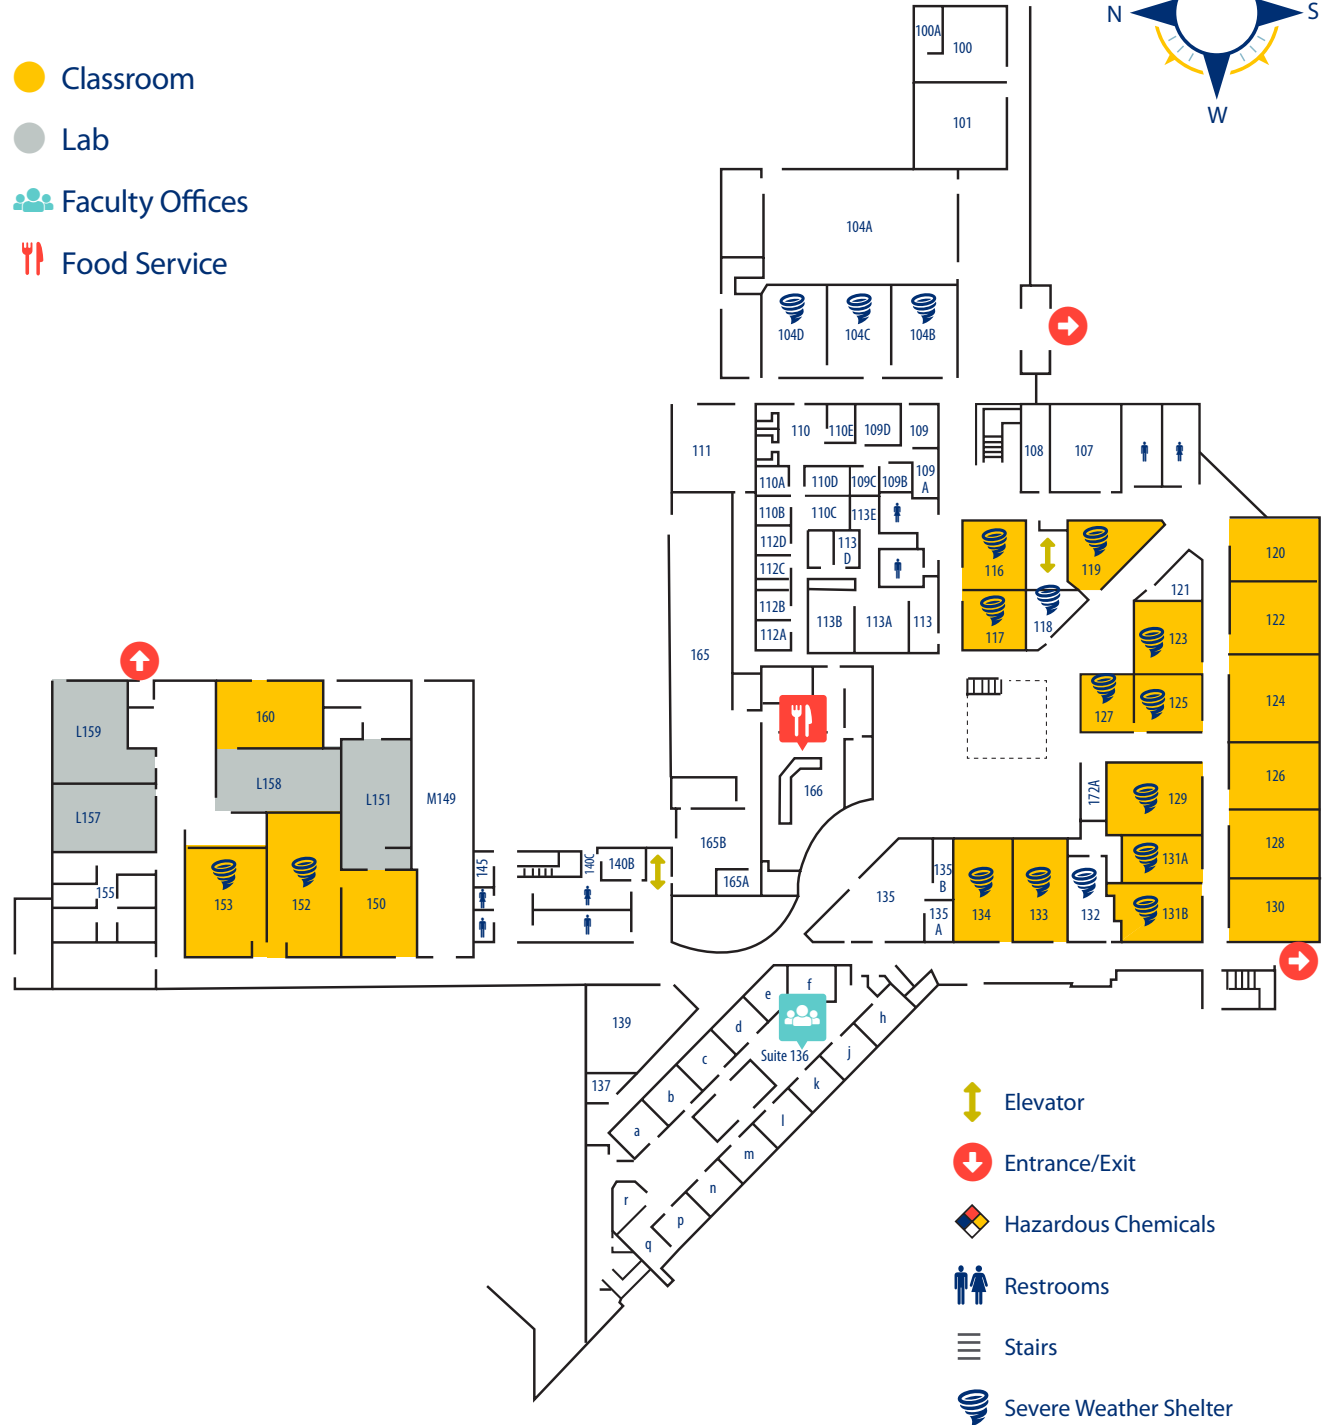 N
S
W
Classroom
Lab
Faculty Offices
Food Service
100A
100
101
104A
104D
104C
104B
111
110
110E
109D
109
108
107
110A
110D
109C
109B
109
A
110B
110C
113E
112D
113
D
112C
112B
112A
113B
113A
113
116
119
117
118
120
121
122
123
124
127
125
126
165
160
L159
L158
L151
M149
L157
166
172A
129
128
131A
165B
165A
145
140C
140B
155
153
152
150
135
135
B
135
A
134
133
132
131B
130
139
137
Suite 136
a
b
c
d
e
f
h
j
k
l
m
n
p
q
r
Elevator
Entrance/Exit
Hazardous Chemicals
Restrooms
Stairs
Severe Weather Shelter